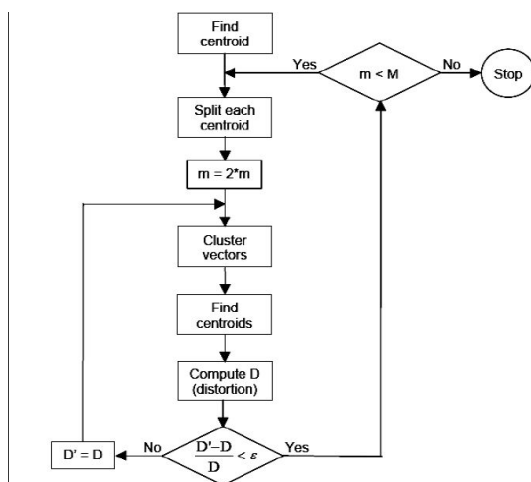 Find
centroid
Yes
m < M
No
Stop
Split each
centroid
m = 2*m
Cluster
vectors
Find
centroids
Compute D
(distortion)
D' = D
No
D'–D
D
< ε
Yes